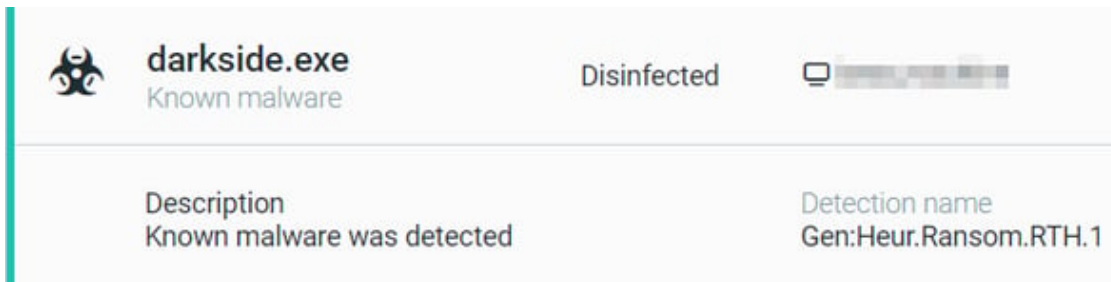 darkside.exe
Known malware
Disinfected
Description
Known malware was detected
Detection name
Gen:Heur.Ransom.RTH.1